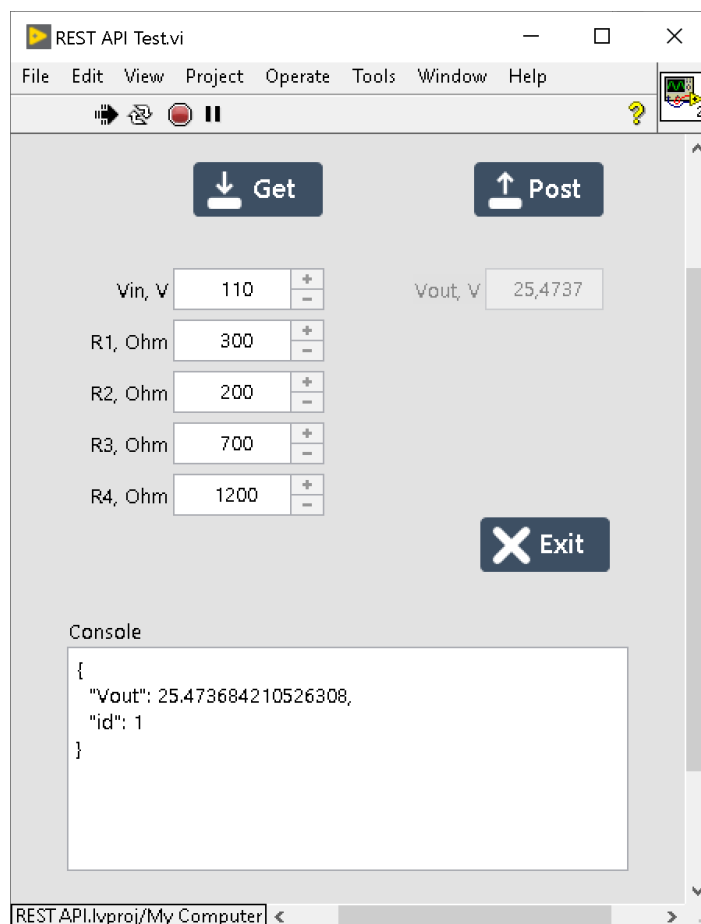 REST API Test.vi
File Edit View Project Operate Tools Window Help
?
2
Get
Post
Vin, V 110
Vout, V 25,4737
R1, Ohm 300
R2, Ohm 200
R3, Ohm 700
R4, Ohm 1200
Exit
Console
{
"Vout": 25.473684210526308,
"id": 1
}
REST API.lvproj/My Computer